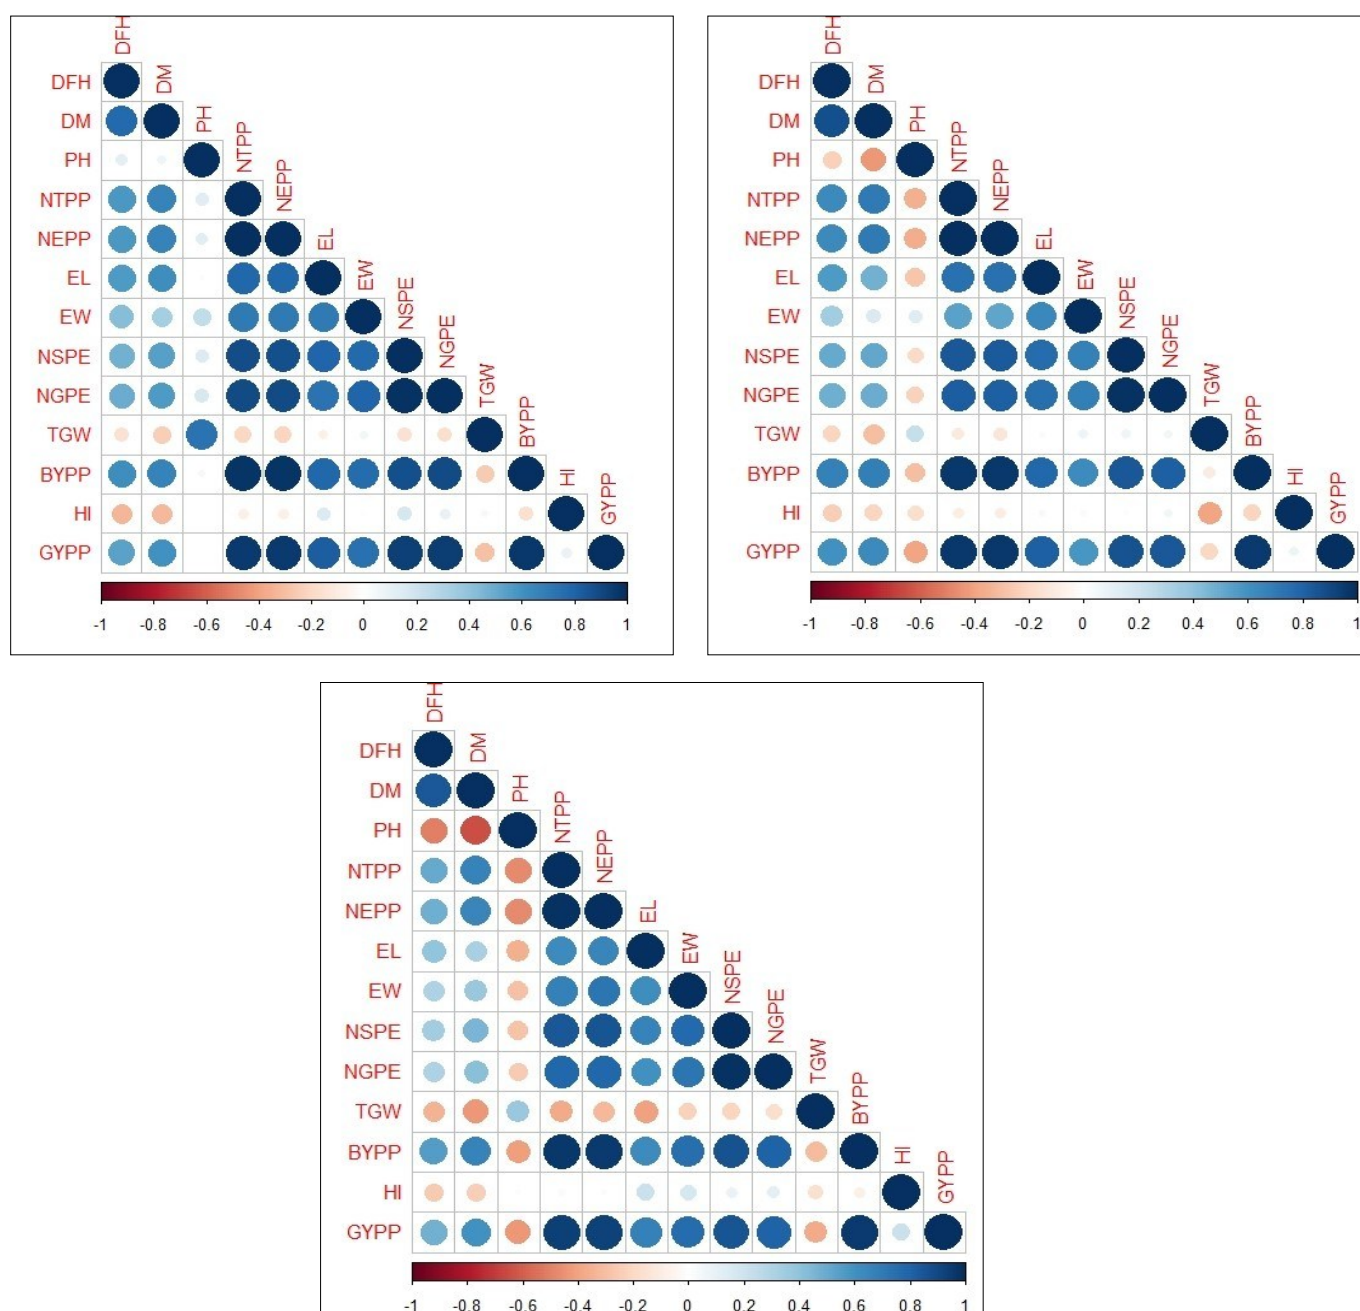 DFH
DM
PH
NTPP
NEPP
EL
EW
NSPE
NGPE
TGW
BYPP
HI
GYPP
DFH
DM
PH
NTPP
NEPP
EL
EW
NSPE
NGPE
TGW
BYPP
HI
GYPP
-1 -0.8 -0.6 -0.4 -0.2 0 0.2 0.4 0.6 0.8 1
DFH
DM
PH
NTPP
NEPP
EL
EW
NSPE
NGPE
TGW
BYPP
HI
GYPP
DFH
DM
PH
NTPP
NEPP
EL
EW
NSPE
NGPE
TGW
BYPP
HI
GYPP
-1 -0.8 -0.6 -0.4 -0.2 0 0.2 0.4 0.6 0.8 1
DFH
DM
PH
NTPP
NEPP
EL
EW
NSPE
NGPE
TGW
BYPP
HI
GYPP
DFH
DM
PH
NTPP
NEPP
EL
EW
NSPE
NGPE
TGW
BYPP
HI
GYPP
-1 -0.8 -0.6 -0.4 -0.2 0 0.2 0.4 0.6 0.8 1